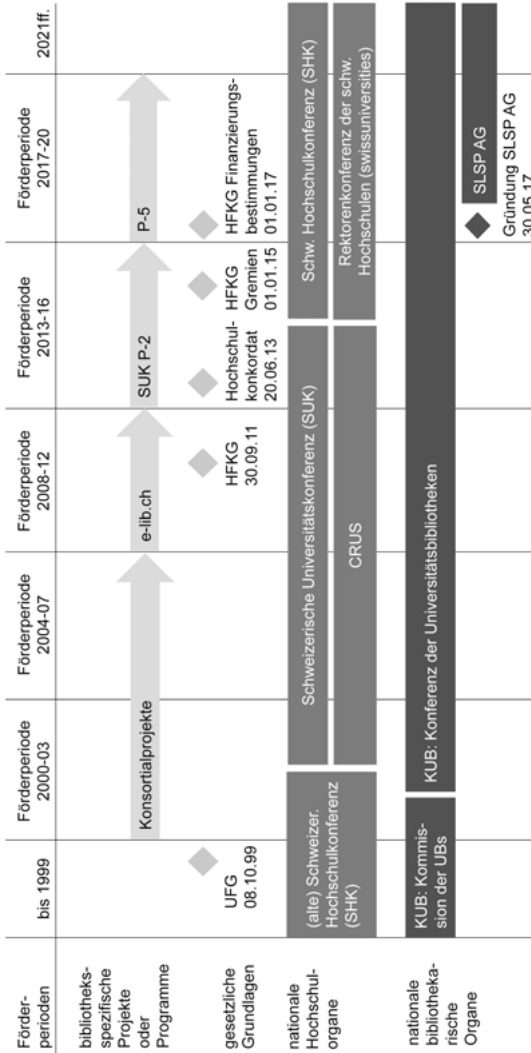 Förder-
perioden
bis 1999
Förderperiode
2000-03
Förderperiode
2004-07
Förderperiode
2008-12
Förderperiode
2013-16
Förderperiode
2017-20
2021ff.
bibliotheks-
spezifische
Projekte
oder
Programme
Konsortialprojekte
e-lib.ch
SUK P-2
P-5
gesetzliche
Grundlagen
UFG
08.10.99
HFKG
30.09.11
Hochschul-
konkordat
20.06.13
HFKG
Gremien
01.01.15
HFKG Finanzierungs-
bestimmungen
01.01.17
nationale
Hochschul-
organe
(alte) Schweizer.
Hochschulkonferenz
(SHK)
Schweizerische Universitätskonferenz (SUK)
CRUS
Schw. Hochschulkonferenz (SHK)
Rektorenkonferenz der schw.
Hochschulen (swissuniversities)
nationale
bibliotheka-
rische
Organe
KUB: Kommis-
sion der UBs
KUB: Konferenz der Universitätsbibliotheken
SLSP AG
Gründung SLSP AG
30.05.17